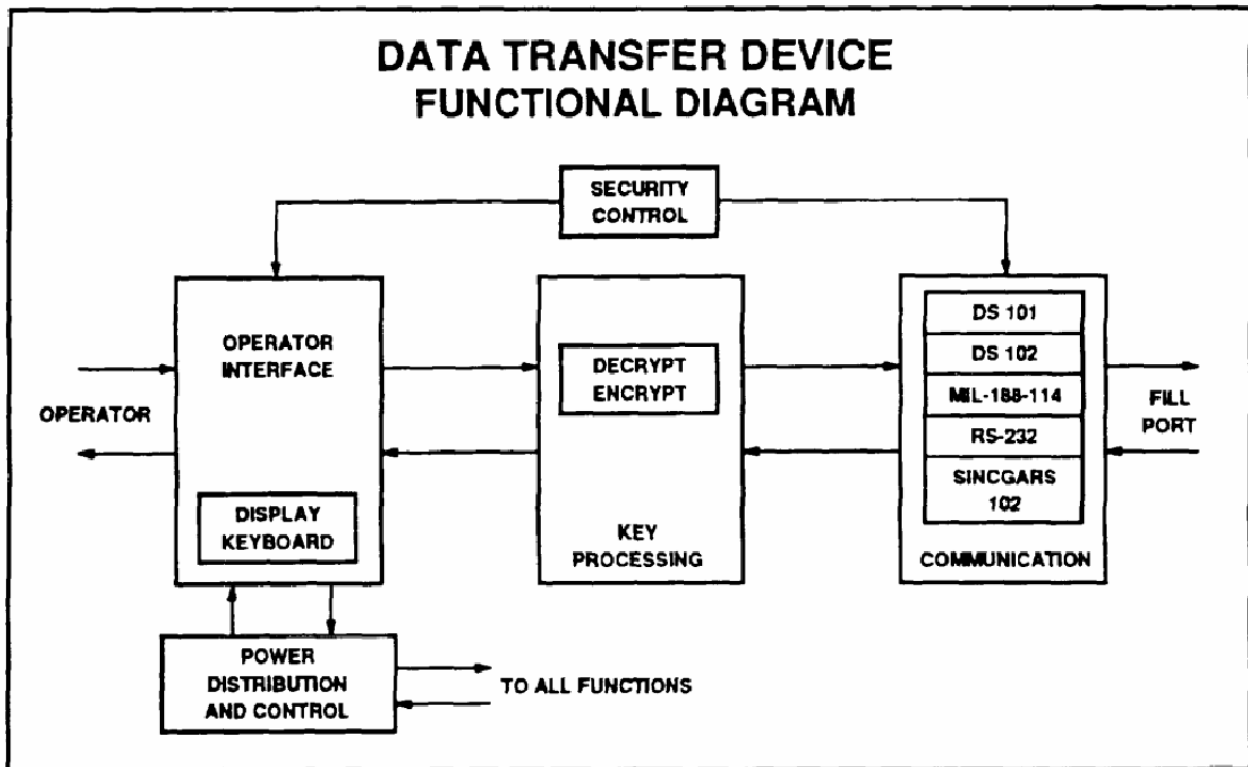 DATA TRANSFER DEVICE
FUNCTIONAL DIAGRAM
SECURITY
CONTROL
OPERATOR
OPERATOR
INTERFACE
DISPLAY
KEYBOARD
DECRYPT
ENCRYPT
KEY
PROCESSING
DS 101
DS 102
MIL-188-114
RS-232
SINCGARS
102
COMMUNICATION
FILL
PORT
POWER
DISTRIBUTION
AND CONTROL
TO ALL FUNCTIONS